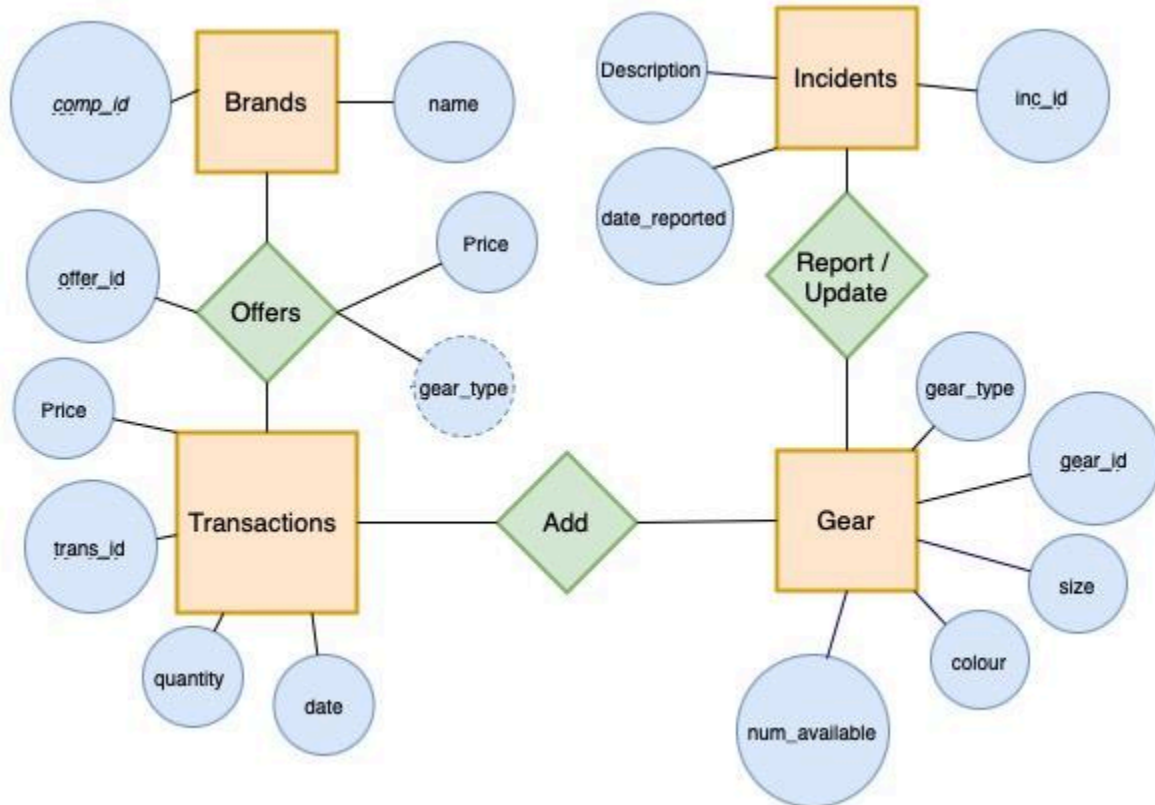 comp_id
Brands
name
Description
Incidents
inc_id
date_reported
offer_id
Offers
Price
gear_type
Report /
Update
Price
Transactions
trans_id
quantity
date
Add
gear_type
gear_id
Gear
size
colour
num_available